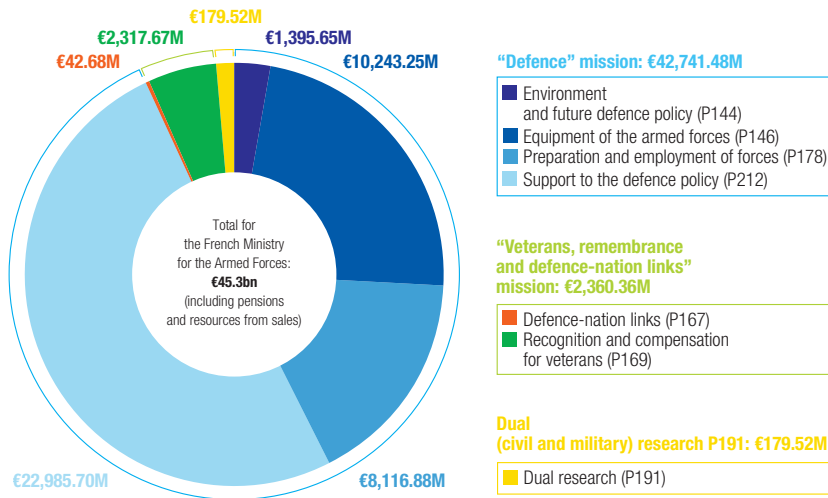 €179.52M
€2,317.67M
€1,395.65M
€42.68M
€10,243.25M
Total for
the French Ministry
for the Armed Forces:
€45.3bn
(including pensions
and resources from sales)
€22,985.70M
€8,116.88M
“Defence” mission: €42,741.48M
Environment
and future defence policy (P144)
Equipment of the armed forces (P146)
Preparation and employment of forces (P178)
Support to the defence policy (P212)
“Veterans, remembrance
and defence-nation links”
mission: €2,360.36M
Defence-nation links (P167)
Recognition and compensation
for veterans (P169)
Dual
(civil and military) research P191: €179.52M
Dual research (P191)